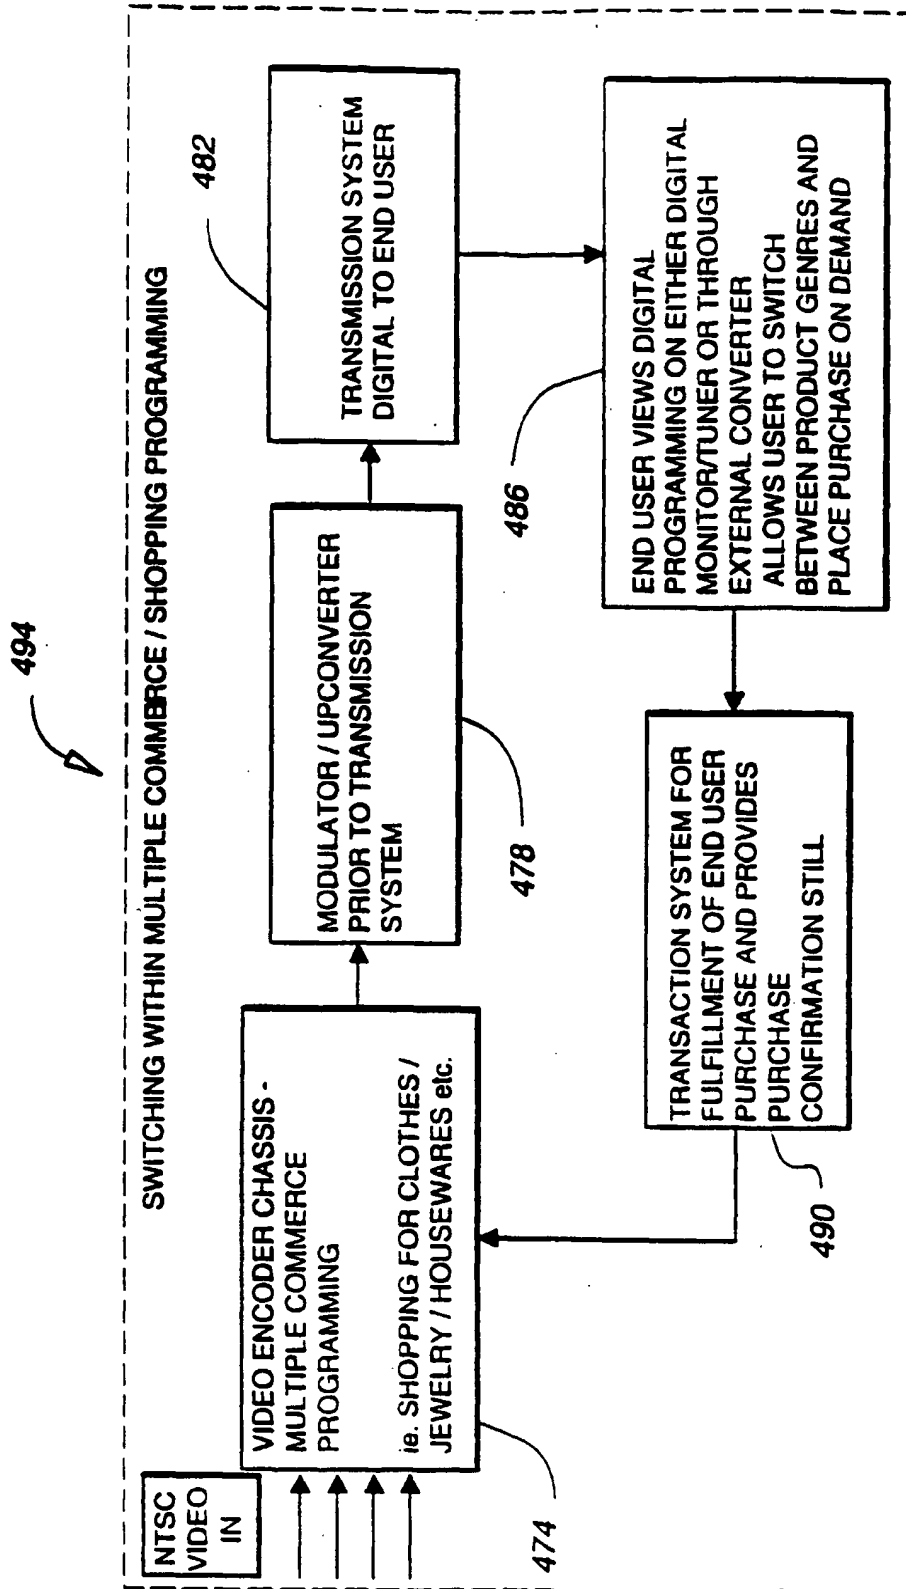 494
SWITCHING WITHIN MULTIPLE COMMERCE / SHOPPING PROGRAMMING
NTSC
VIDEO
IN
VIDEO ENCODER CHASSIS -
MULTIPLE COMMERCE
PROGRAMMING
ie. SHOPPING FOR CLOTHES /
JEWELRY / HOUSEWARES etc.
474
MODULATOR / UPCONVERTER
PRIOR TO TRANSMISSION
SYSTEM
478
TRANSMISSION SYSTEM
DIGITAL TO END USER
482
END USER VIEWS DIGITAL
PROGRAMMING ON EITHER DIGITAL
MONITOR/TUNER OR THROUGH
EXTERNAL CONVERTER
ALLOWS USER TO SWITCH
BETWEEN PRODUCT GENRES AND
PLACE PURCHASE ON DEMAND
486
TRANSACTION SYSTEM FOR
FULFILLMENT OF END USER
PURCHASE AND PROVIDES
PURCHASE
CONFIRMATION STILL
490